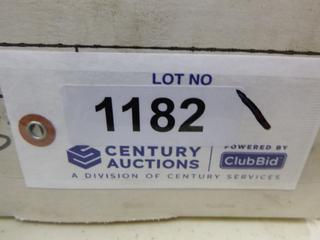 LOT NO
1182
CENTURY AUCTIONS
A DIVISION OF CENTURY SERVICES
POWERED BY
ClubBid